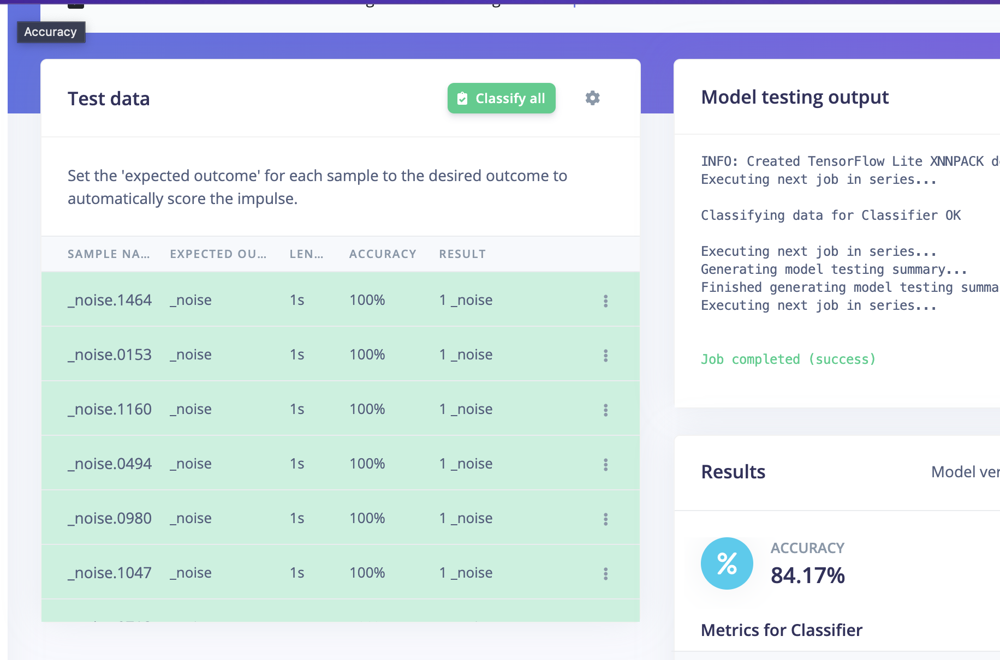 Accuracy
Test data
Classify all
Set the 'expected outcome' for each sample to the desired outcome to
automatically score the impulse.
SAMPLE NA... EXPECTED OU... LEN... ACCURACY RESULT
_noise.1464 _noise 1s 100% 1 _noise
_noise.0153 _noise 1s 100% 1 _noise
_noise.1160 _noise 1s 100% 1 _noise
_noise.0494 _noise 1s 100% 1 _noise
_noise.0980 _noise 1s 100% 1 _noise
_noise.1047 _noise 1s 100% 1 _noise
Model testing output
INFO: Created TensorFlow Lite XNNPACK
Executing next job in series...
Classifying data for Classifier OK
Executing next job in series...
Generating model testing summary...
Finished generating model testing summa
Executing next job in series...
Job completed (success)
Results
Model ver
%
ACCURACY
84.17%
Metrics for Classifier